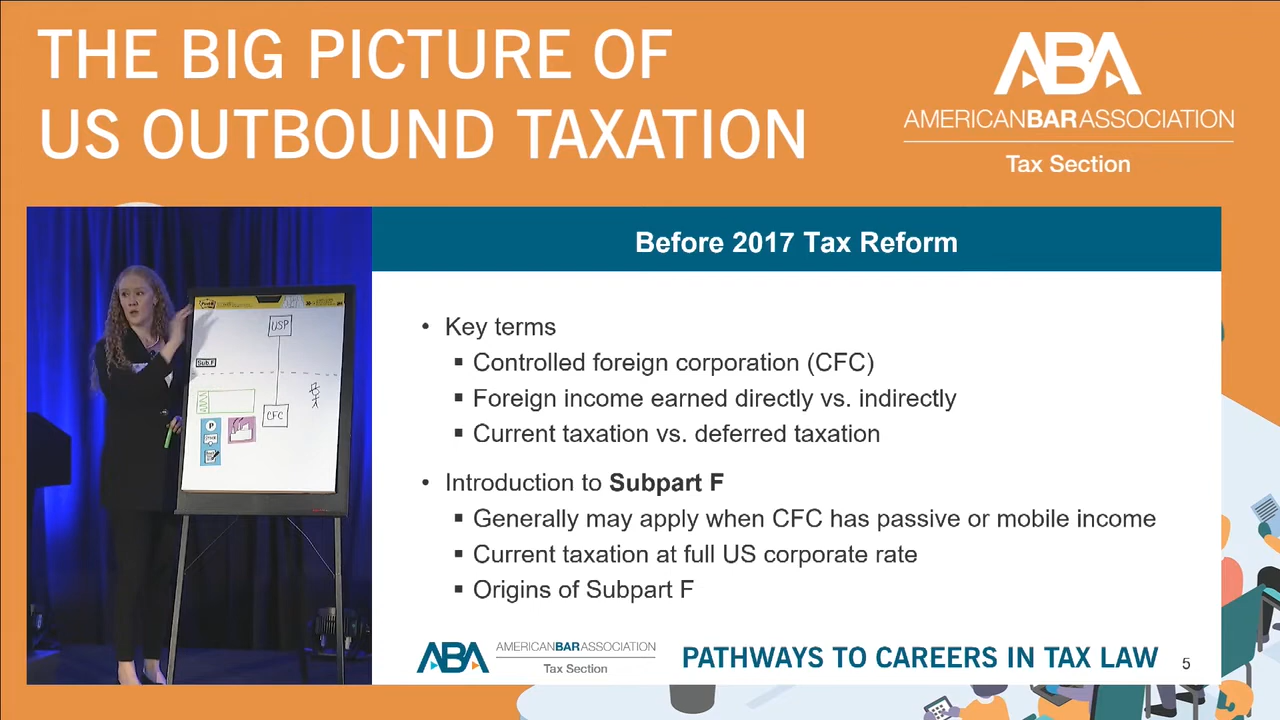 THE BIG PICTURE OF
US OUTBOUND TAXATION
ABA
AMERICANBARASSOCIATION
Tax Section
Before 2017 Tax Reform
• Key terms
▪ Controlled foreign corporation (CFC)
▪ Foreign income earned directly vs. indirectly
▪ Current taxation vs. deferred taxation
• Introduction to Subpart F
▪ Generally may apply when CFC has passive or mobile income
▪ Current taxation at full US corporate rate
▪ Origins of Subpart F
USP
Sub.F
CFC
P
ABA
AMERICANBARASSOCIATION
Tax Section
PATHWAYS TO CAREERS IN TAX LAW
5